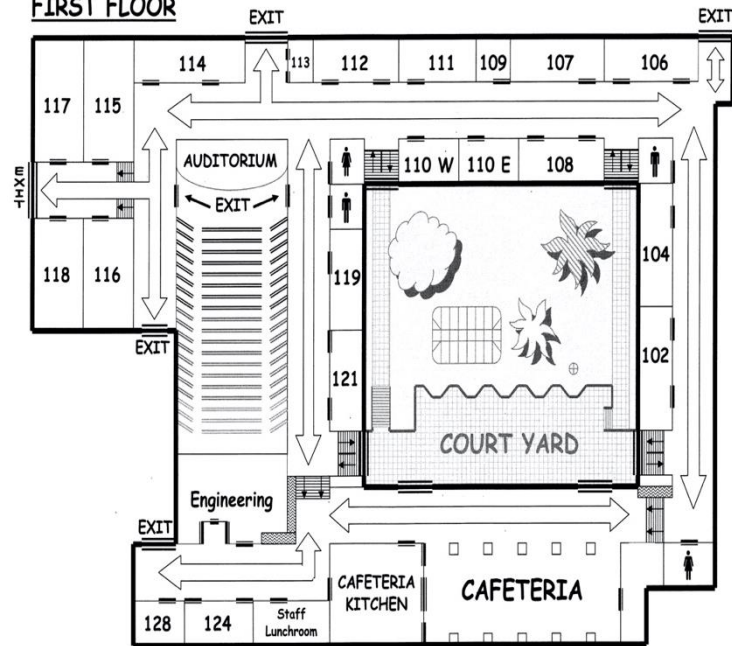 FIRST FLOOR
EXIT
EXIT
114
113
112
111
109
107
106
117
115
AUDITORIUM
EXIT
110 W
110 E
108
EXIT
118
116
119
104
121
102
EXIT
COURT YARD
Engineering
EXIT
CAFETERIA
KITCHEN
CAFETERIA
128
124
Staff
Lunchroom